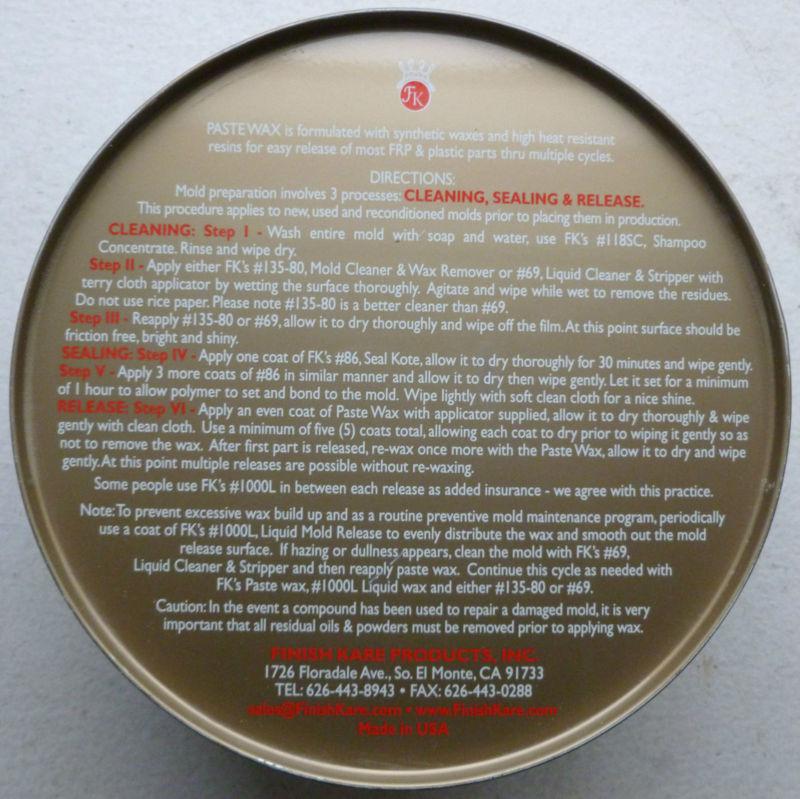 FK
PASTEWAX is formulated with synthetic waxes and high heat resistant
resins for easy release of most FRP & plastic parts thru multiple cycles.
DIRECTIONS:
Mold preparation involves 3 processes: CLEANING, SEALING & RELEASE.
This procedure applies to new, used and reconditioned molds prior to placing them in production.
CLEANING: Step I - Wash entire mold with soap and water, use FK's #118SC, Shampoo
Concentrate. Rinse and wipe dry.
Step II - Apply either FK's #135-80, Mold Cleaner & Wax Remover or #69, Liquid Cleaner & Stripper with
terry cloth applicator by wetting the surface thoroughly. Agitate and wipe while wet to remove the residues.
Do not use rice paper. Please note #135-80 is a better cleaner than #69.
Step III - Reapply #135-80 or #69, allow it to dry thoroughly and wipe off the film. At this point surface should be
friction free, bright and shiny.
SEALING: Step IV - Apply one coat of FK's #86, Seal Kote, allow it to dry thoroughly for 30 minutes and wipe gently.
Step V - Apply 3 more coats of #86 in similar manner and allow it to dry then wipe gently. Let it set for a minimum
of 1 hour to allow polymer to set and bond to the mold. Wipe lightly with soft clean cloth for a nice shine.
RELEASE: Step VI - Apply an even coat of Paste Wax with applicator supplied, allow it to dry thoroughly & wipe
gently with clean cloth. Use a minimum of five (5) coats total, allowing each coat to dry prior to wiping it gently so as
not to remove the wax. After first part is released, re-wax once more with the Paste Wax, allow it to dry and wipe
gently. At this point multiple releases are possible without re-waxing.
Some people use FK's #1000L in between each release as added insurance - we agree with this practice.
Note: To prevent excessive wax build up and as a routine preventive mold maintenance program, periodically
use a coat of FK's #1000L, Liquid Mold Release to evenly distribute the wax and smooth out the mold
release surface. If hazing or dullness appears, clean the mold with FK's #69,
Liquid Cleaner & Stripper and then reapply paste wax. Continue this cycle as needed with
FK's Paste wax, #1000L Liquid wax and either #135-80 or #69.
Caution: In the event a compound has been used to repair a damaged mold, it is very
important that all residual oils & powders must be removed prior to applying wax.
FINISH KARE PRODUCTS, INC.
1726 Floradale Ave., So. El Monte, CA 91733
TEL: 626-443-8943 • FAX: 626-443-0288
sales@FinishKare.com • www.FinishKare.com
Made in USA